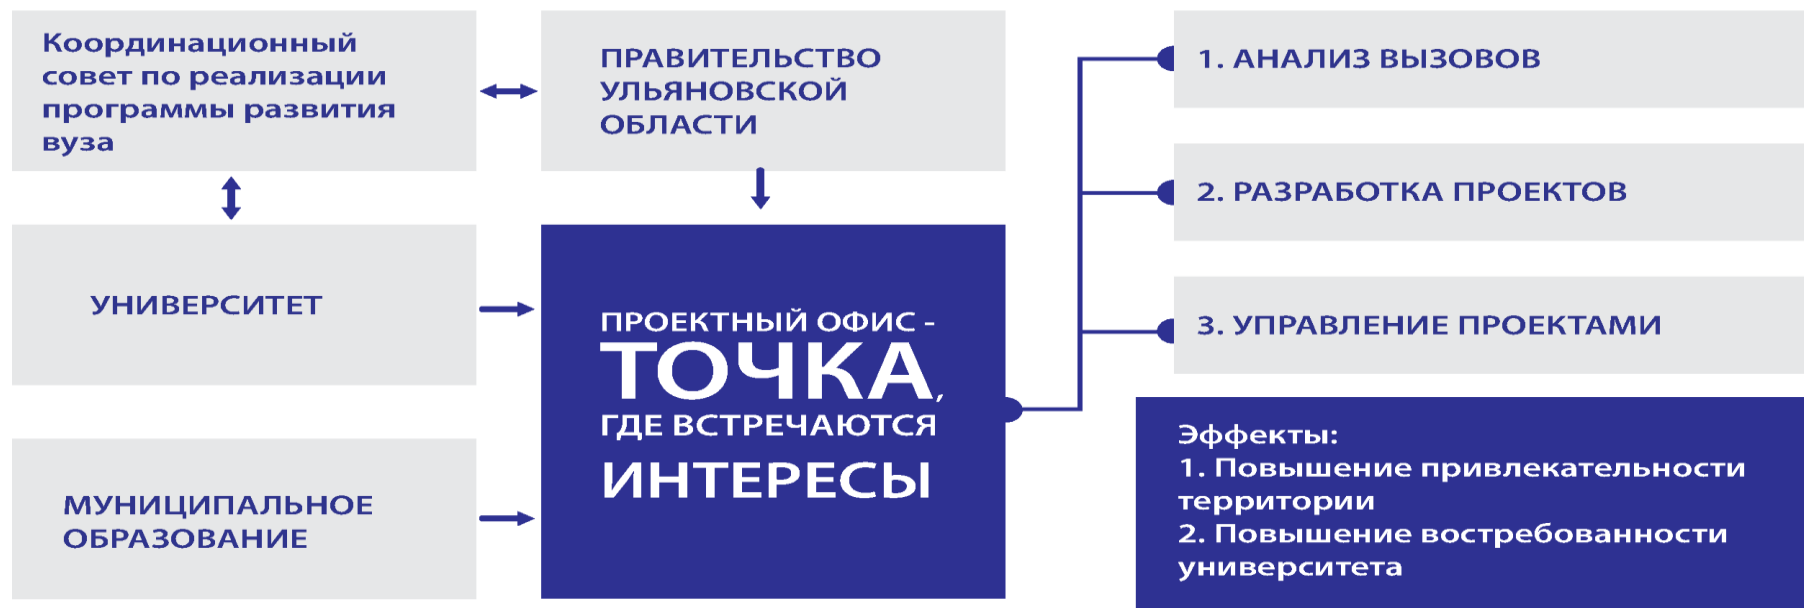 Координационный
совет по реализации
программы развития
вуза
ПРАВИТЕЛЬСТВО
УЛЬЯНОВСКОЙ
ОБЛАСТИ
УНИВЕРСИТЕТ
МУНИЦИПАЛЬНОЕ
ОБРАЗОВАНИЕ
ПРОЕКТНЫЙ ОФИС -
ТОЧКА,
ГДЕ ВСТРЕЧАЮТСЯ
ИНТЕРЕСЫ
1. АНАЛИЗ ВЫЗОВОВ
2. РАЗРАБОТКА ПРОЕКТОВ
3. УПРАВЛЕНИЕ ПРОЕКТАМИ
Эффекты:
1. Повышение привлекательности
территории
2. Повышение востребованности
университета